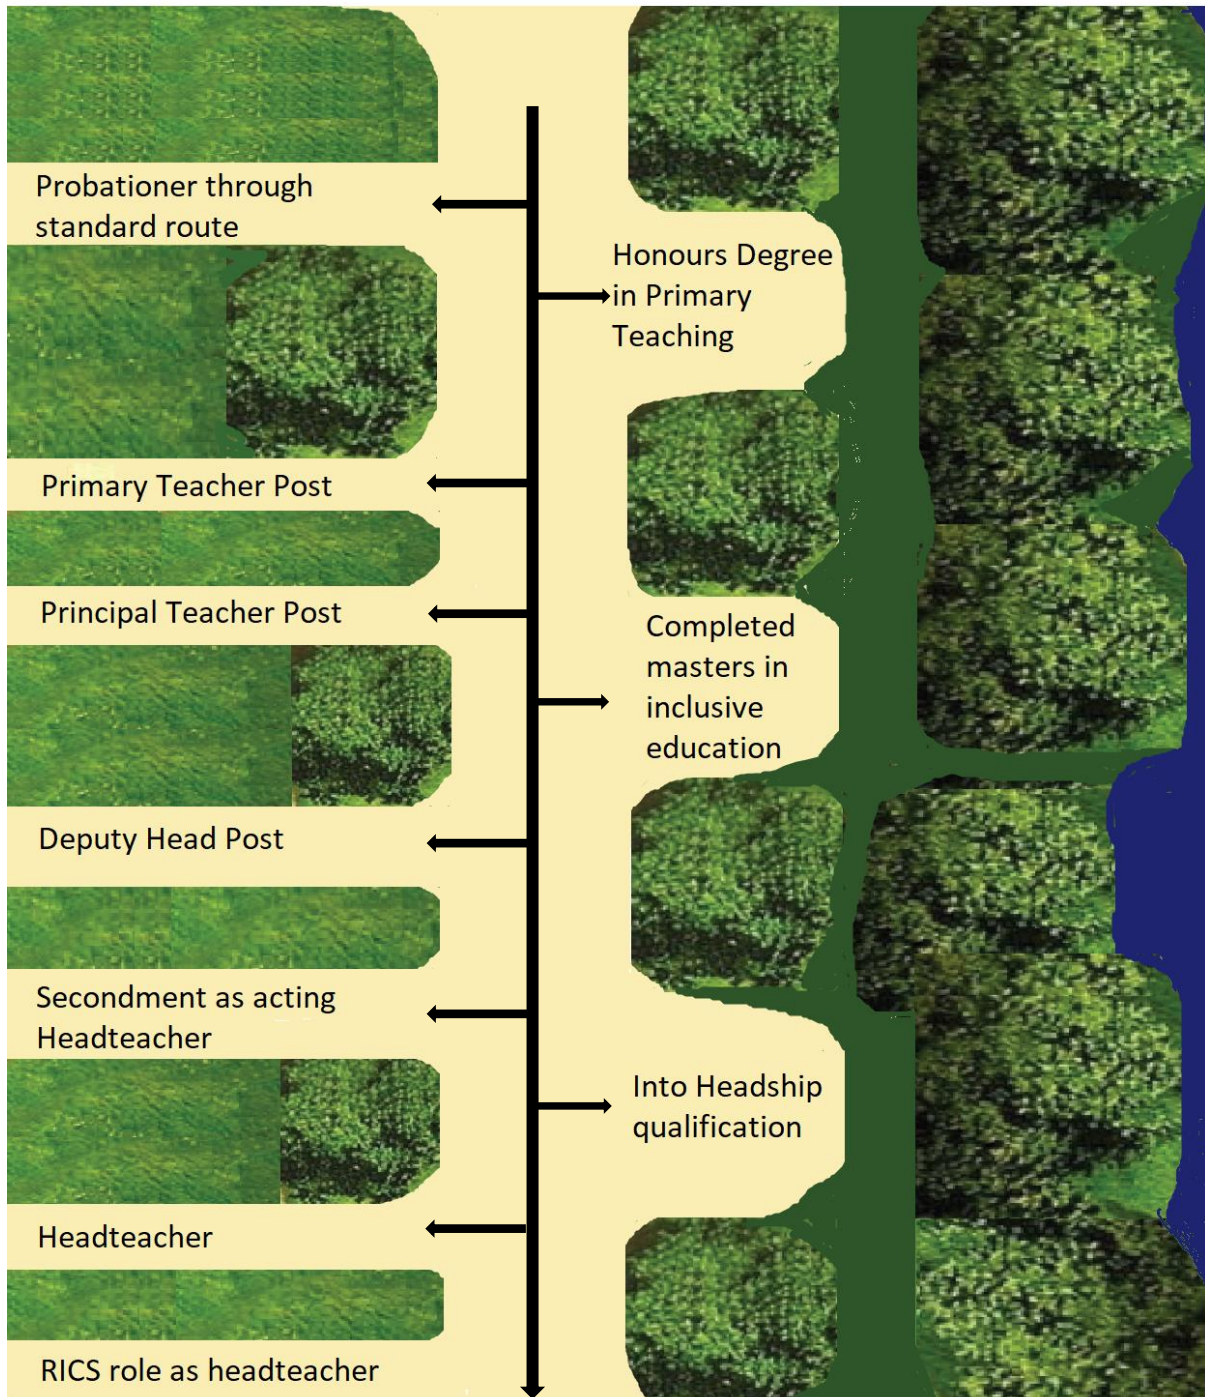 Probationer through
standard route
Honours Degree
in Primary
Teaching
Primary Teacher Post
Principal Teacher Post
Completed
masters in
inclusive
education
Deputy Head Post
Secondment as acting
Headteacher
Into Headship
qualification
Headteacher
RICS role as headteacher